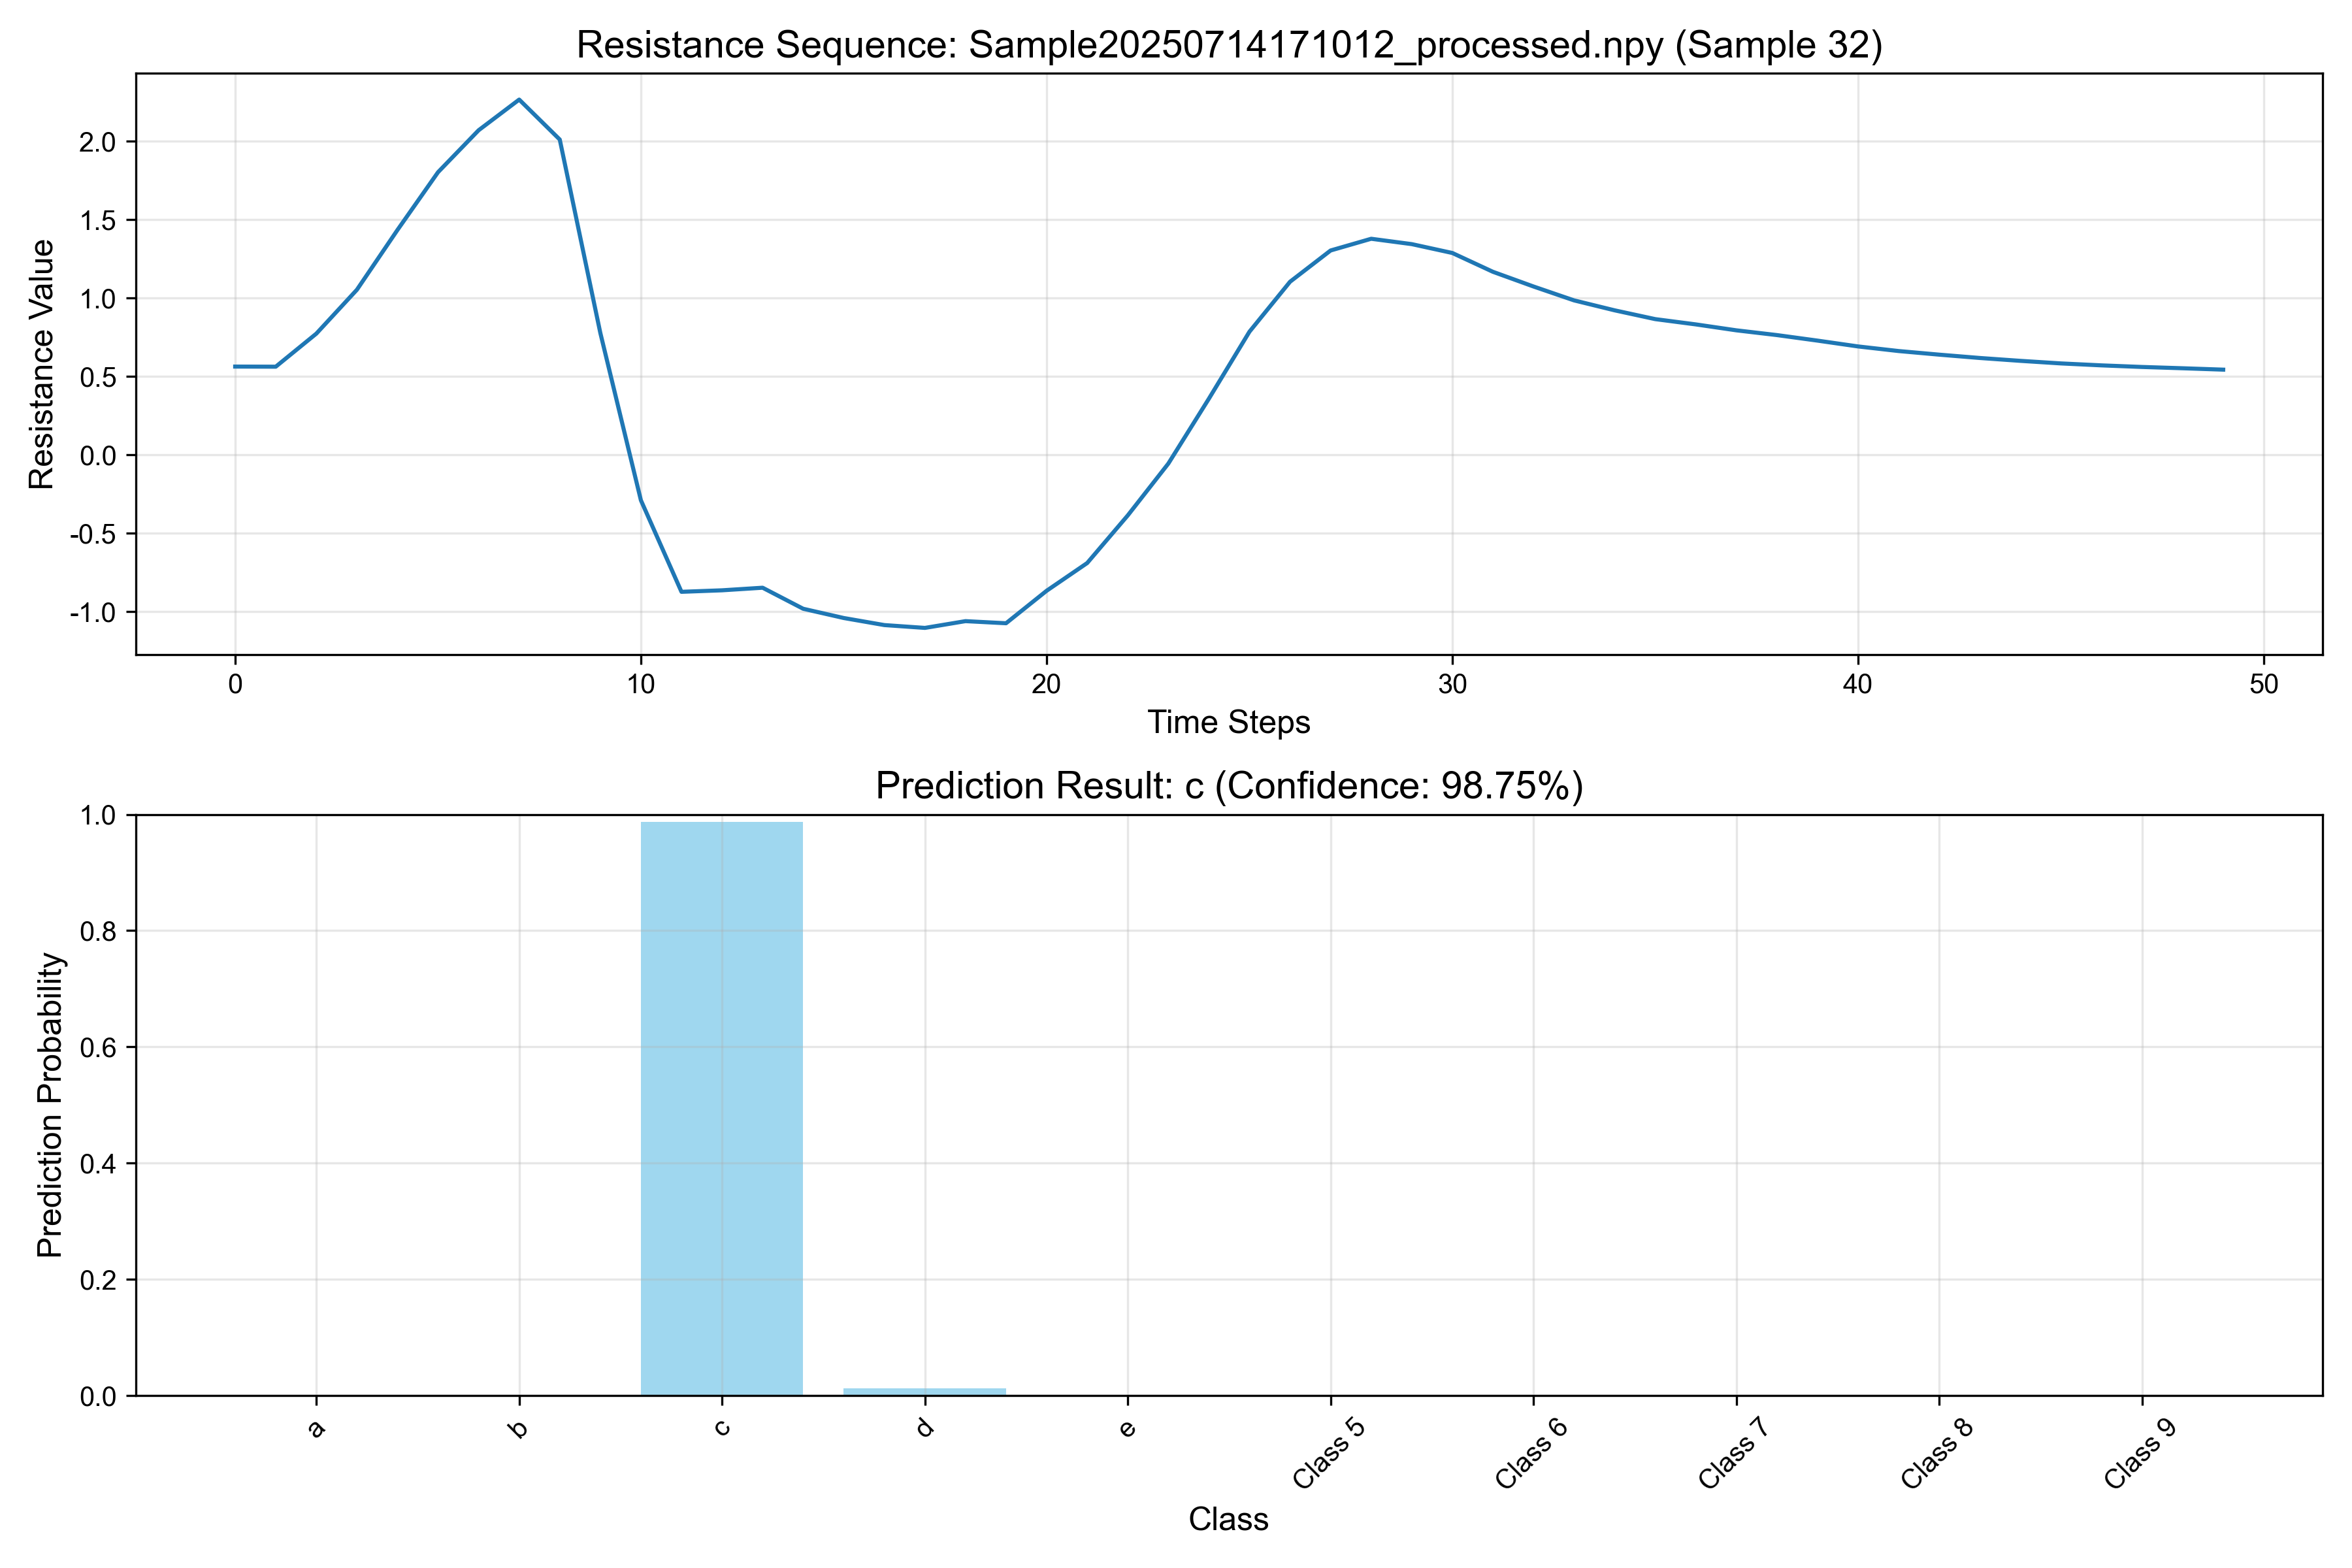 Resistance Sequence: Sample20250714171012_processed.npy (Sample 32)
Resistance Value
2.0
1.5
1.0
0.5
0.0
-0.5
-1.0
0 10 20 30 40 50
Time Steps
Prediction Result: c (Confidence: 98.75%)
Prediction Probability
1.0
0.8
0.6
0.4
0.2
0.0
a b c d e Class 5 Class 6 Class 7 Class 8 Class 9
Class